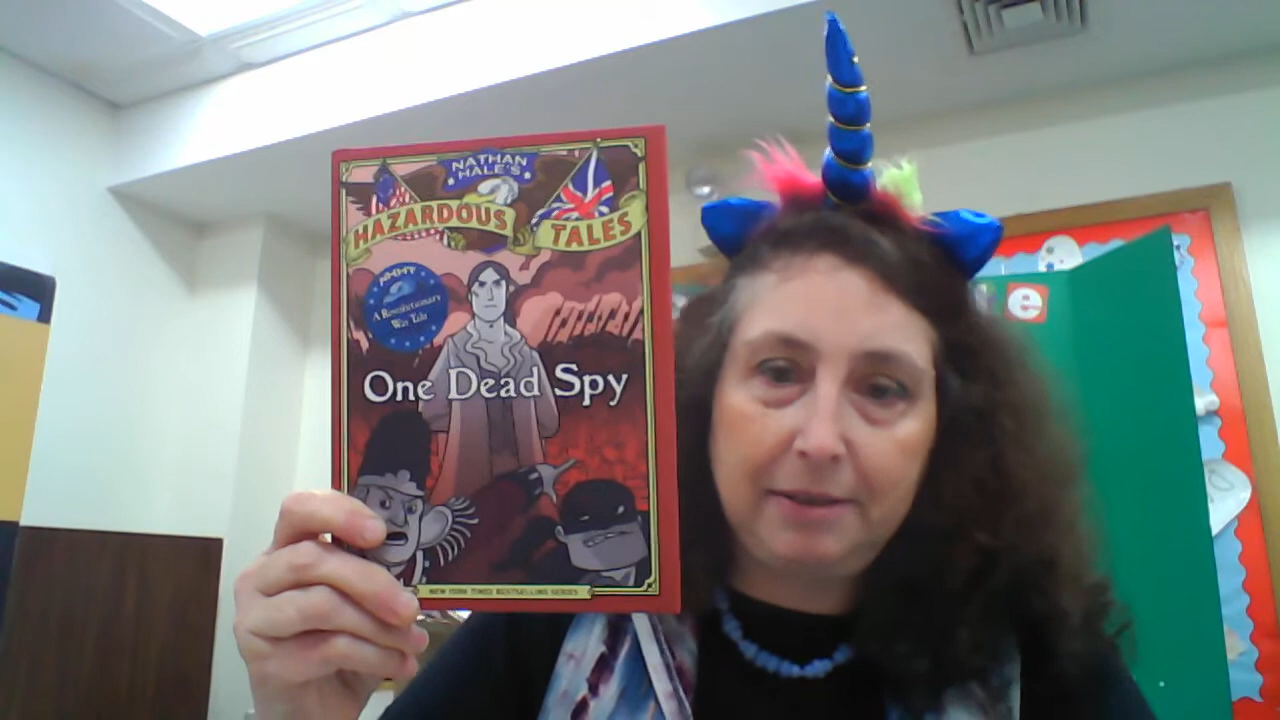 NATHAN
HALE'S
HAZARDOUS TALES
A Revolutionary
War Tale
One Dead Spy
NEW YORK TIMES BESTSELLING SERIES
e